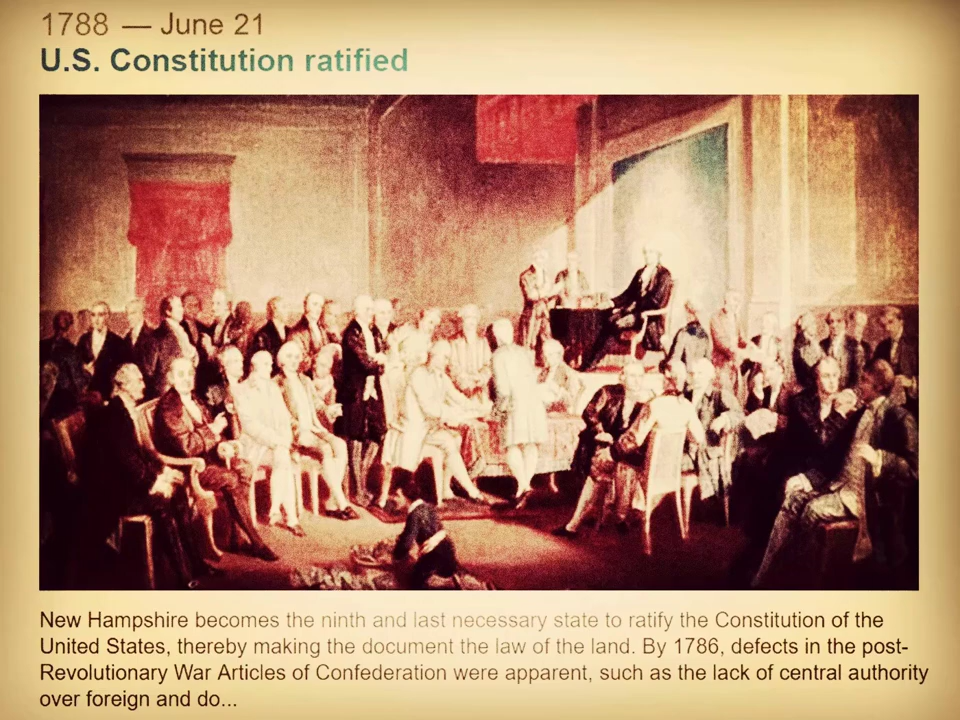 1788 — June 21
U.S. Constitution ratified
New Hampshire becomes the ninth and last necessary state to ratify the Constitution of the
United States, thereby making the document the law of the land. By 1786, defects in the post-
Revolutionary War Articles of Confederation were apparent, such as the lack of central authority
over foreign and do...